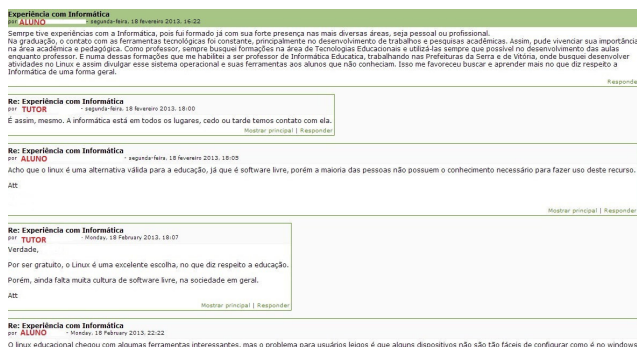 Experiência com Informática
por ALUNO - segunda-feira, 18 fevereiro 2013, 16:22
Semrpe tive experiências com a Informática, pois fui formado já com sua forte presença nas mais diversas áreas, seja pessoal ou profissional.
Na graduação, o contato com as ferramentas tecnológicas foi constante, principalmente no desenvolvimento de trabalhos e pesquisas acadêmicas. Assim, pude vivenciar sua importância
na área acadêmica e pedagógica. Como professor, sempre busquei formações na área de Tecnologias Educacionais e utilizá-las sempre que possível no desenvolvimento das aulas
enquanto professor. E numa dessas formações que me habilitei a ser professor de Informática Educatica, trabalhando nas Prefeituras da Serra e de Vitória, onde busquei desenvolver
atividades no Linux e assim divulgar esse sistema operacional e suas ferramentas aos alunos que não conheciam. Isso me favoreceu buscar e aprender mais no que diz respeito a
Informática de uma forma geral.
Responde
Re: Experiência com Informática
por TUTOR - segunda-feira, 18 fevereiro 2013, 18:00
É assim, mesmo. A informática está em todos os lugares, cedo ou tarde temos contato com ela.
Mostrar principal | Responder
Re: Experiência com Informática
por ALUNO - segunda-feira, 18 fevereiro 2013, 18:05
Acho que o linux é uma alternativa válida para a educação, já que é software livre, porém a maioria das pessoas não possuem o conhecimento necessário para fazer uso deste recurso.
Att
Mostrar principal | Responder
Re: Experiência com Informática
por TUTOR - Monday, 18 February 2013, 18:07
Verdade,
Por ser gratuito, o Linux é uma excelente escolha, no que diz respeito a educação.
Porém, ainda falta muita cultura de software livre, na sociedade em geral.
Att
Mostrar principal | Responder
Re: Experiência com Informática
por ALUNO - Monday, 18 February 2013, 22:22
O linux educacional chegou com algumas ferramentas interessantes, mas o problema para usuários leigos é que alguns dispositivos não são tão fáceis de configurar como é no windows